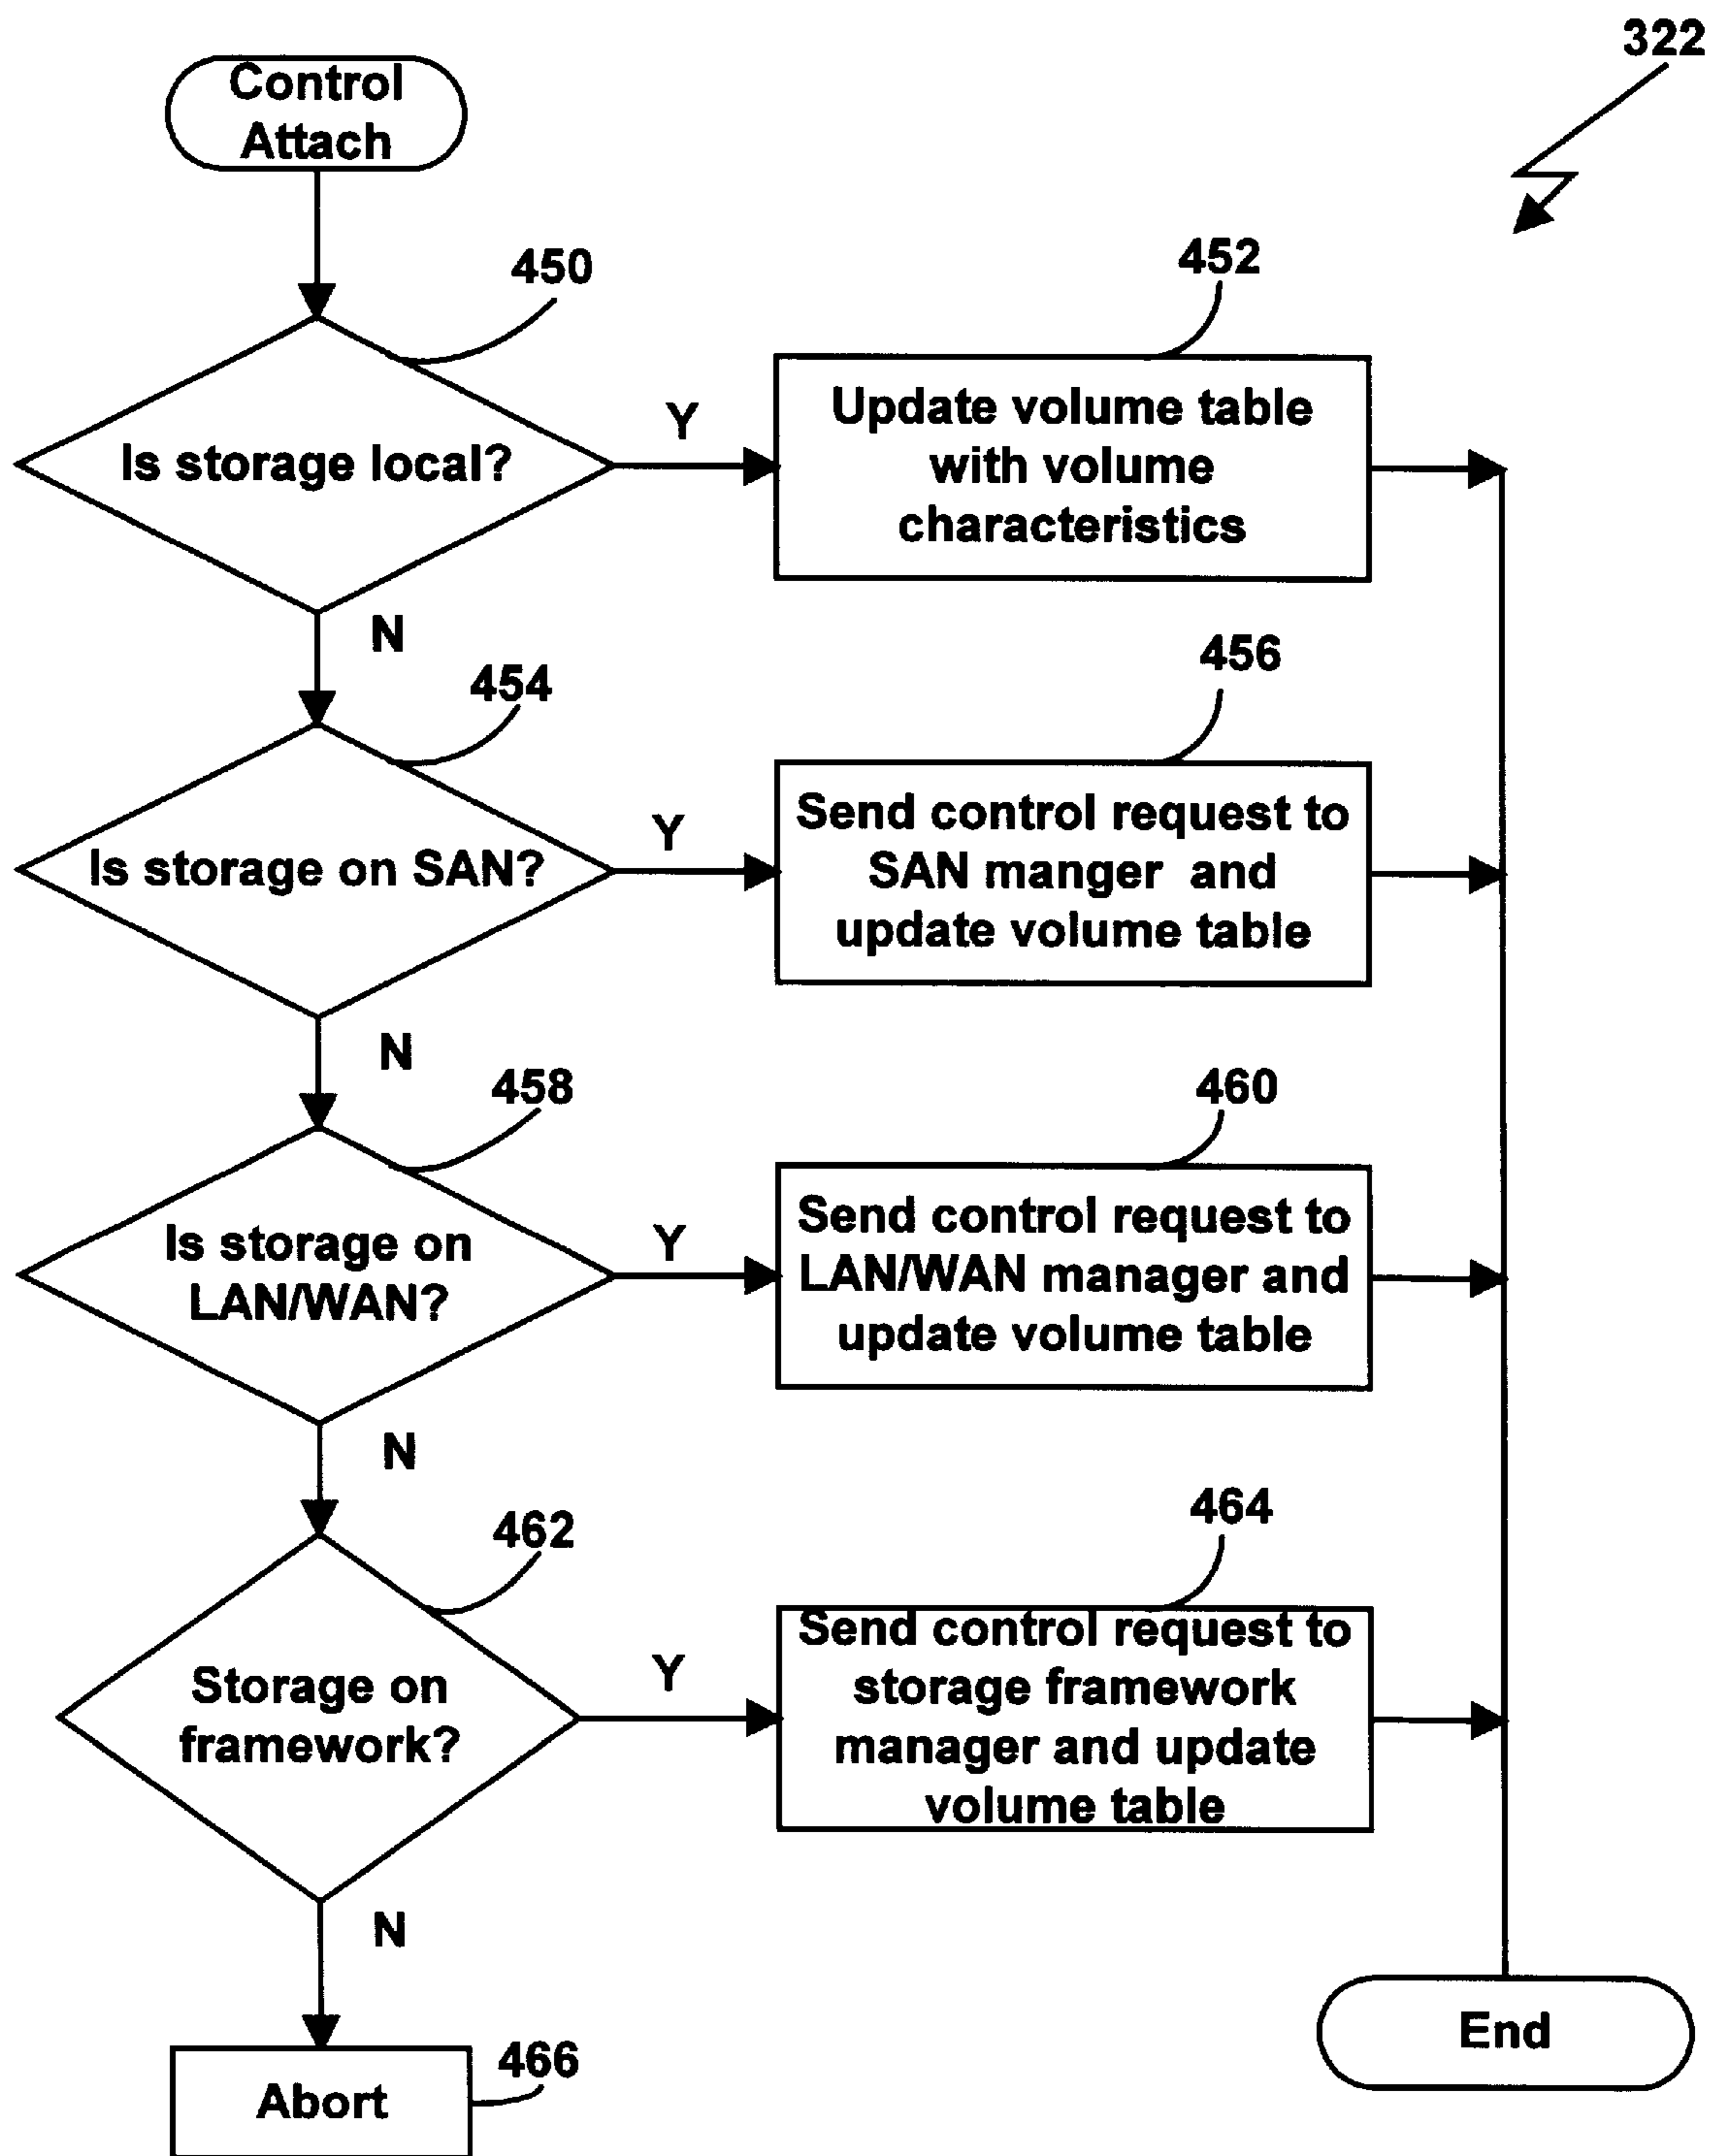 322
Control
Attach
450
452
Is storage local?
Y
Update volume table
with volume
characteristics
N
454
456
Is storage on SAN?
Y
Send control request to
SAN manger and
update volume table
N
458
460
Is storage on
LAN/WAN?
Y
Send control request to
LAN/WAN manager and
update volume table
N
462
464
Storage on
framework?
Y
Send control request to
storage framework
manager and update
volume table
N
End
466
Abort